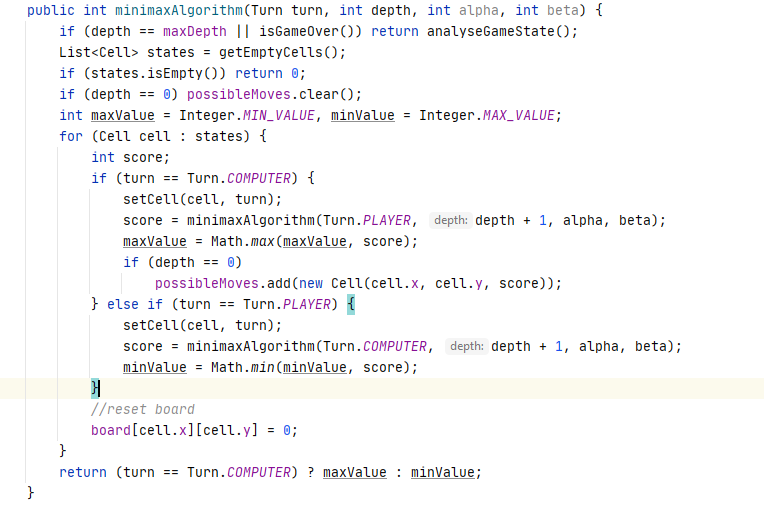 public int minimaxAlgorithm(Turn turn, int depth, int alpha, int beta) {
    if (depth == maxDepth || isGameOver()) return analyseGameState();
    List<Cell> states = getEmptyCells();
    if (states.isEmpty()) return 0;
    if (depth == 0) possibleMoves.clear();
    int maxValue = Integer.MIN_VALUE, minValue = Integer.MAX_VALUE;
    for (Cell cell : states) {
        int score;
        if (turn == Turn.COMPUTER) {
            setCell(cell, turn);
            score = minimaxAlgorithm(Turn.PLAYER, depth: depth + 1, alpha, beta);
            maxValue = Math.max(maxValue, score);
            if (depth == 0)
                possibleMoves.add(new Cell(cell.x, cell.y, score));
        } else if (turn == Turn.PLAYER) {
            setCell(cell, turn);
            score = minimaxAlgorithm(Turn.COMPUTER, depth: depth + 1, alpha, beta);
            minValue = Math.min(minValue, score);
        }
        //reset board
        board[cell.x][cell.y] = 0;
    }
    return (turn == Turn.COMPUTER) ? maxValue : minValue;
}